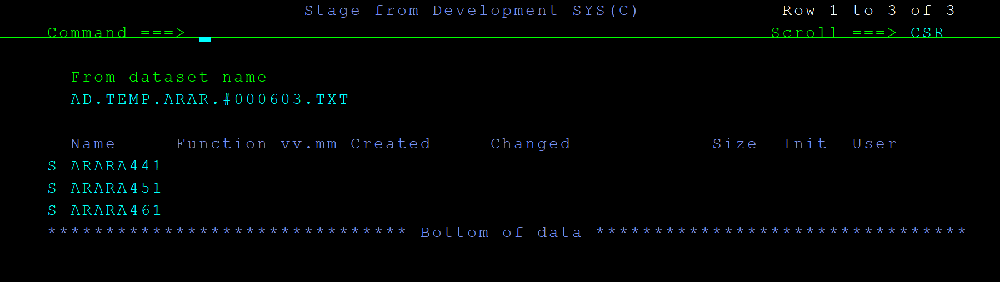 Stage from Development SYS(C) Row 1 to 3 of 3
Command ===> Scroll ===> CSR
From dataset name
AD.TEMP.ARAR.#000603.TXT
Name Function vv.mm Created Changed Size Init User
S ARARA441
S ARARA451
S ARARA461
******************************* Bottom of data ********************************